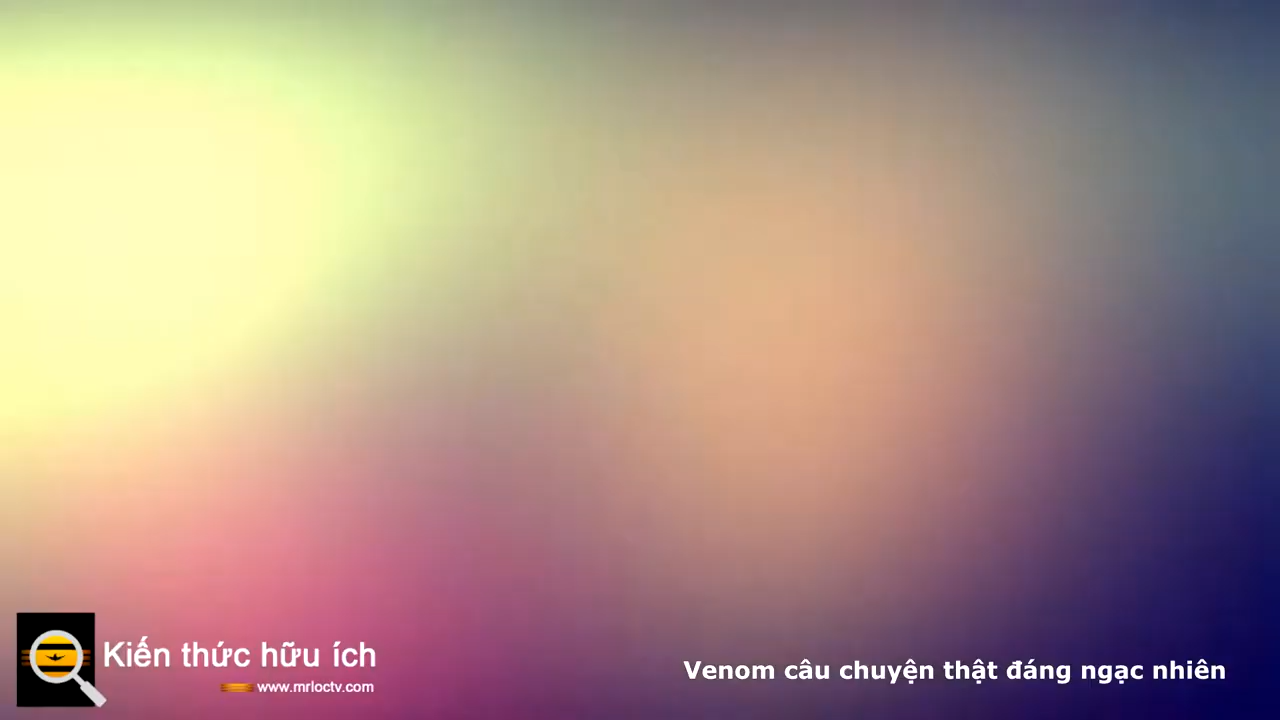 Kiến thức hữu ích
www.mrloctv.com
Venom câu chuyện thật đáng ngạc nhiên